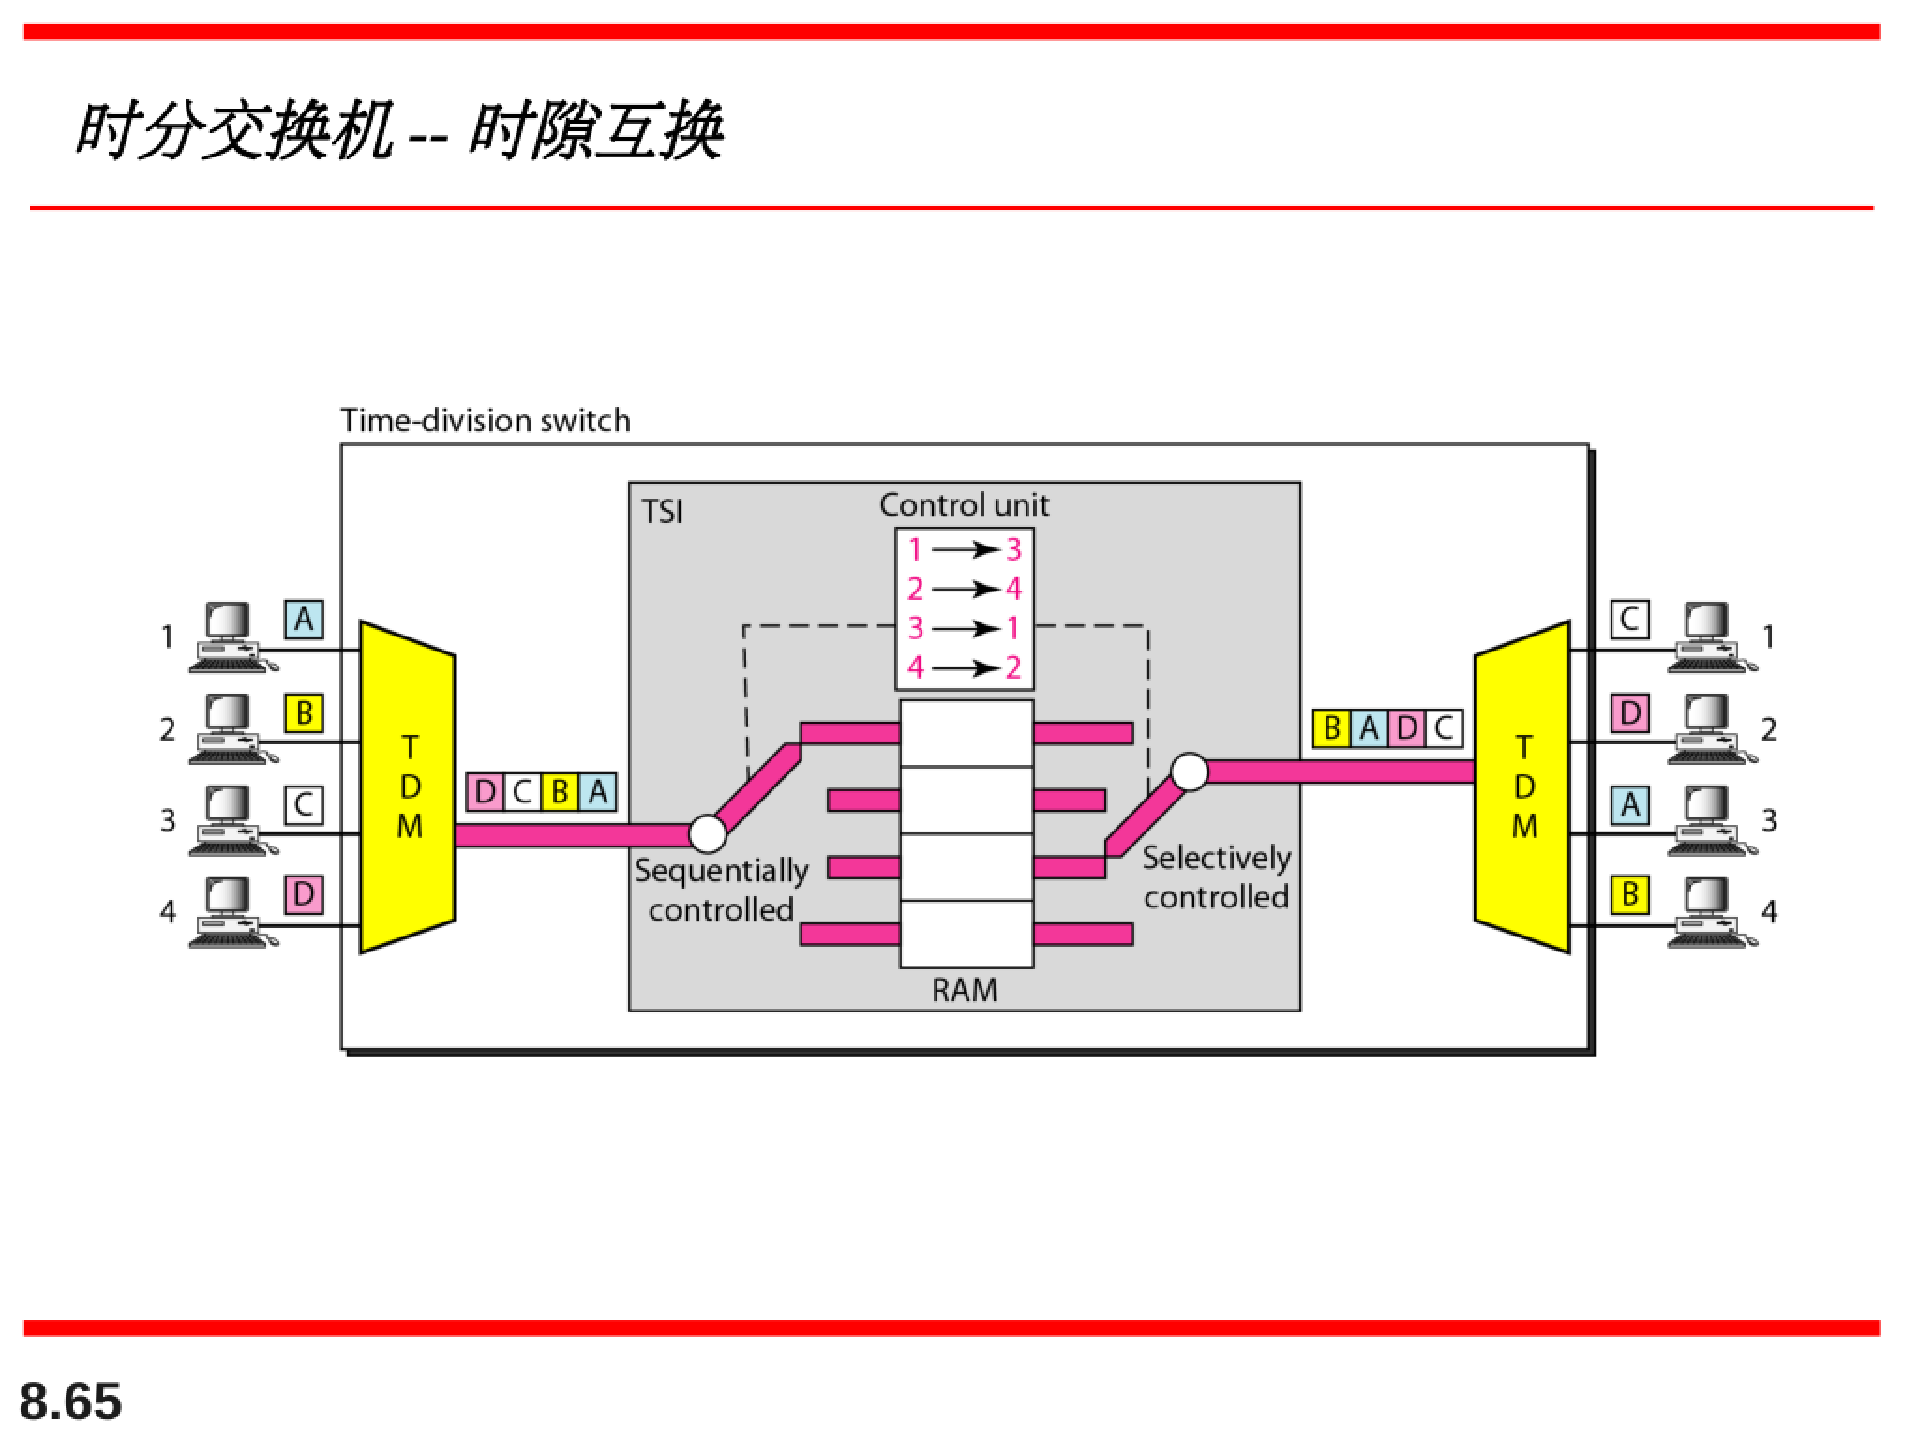 时分交换机 -- 时隙互换
Time-division switch
TSI
Control unit
1 → 3
2 → 4
3 → 1
4 → 2
1
A
2
B
3
C
4
D
T
D
M
D C B A
Sequentially
controlled
RAM
Selectively
controlled
B A D C
T
D
M
C
1
D
2
A
3
B
4
8.65